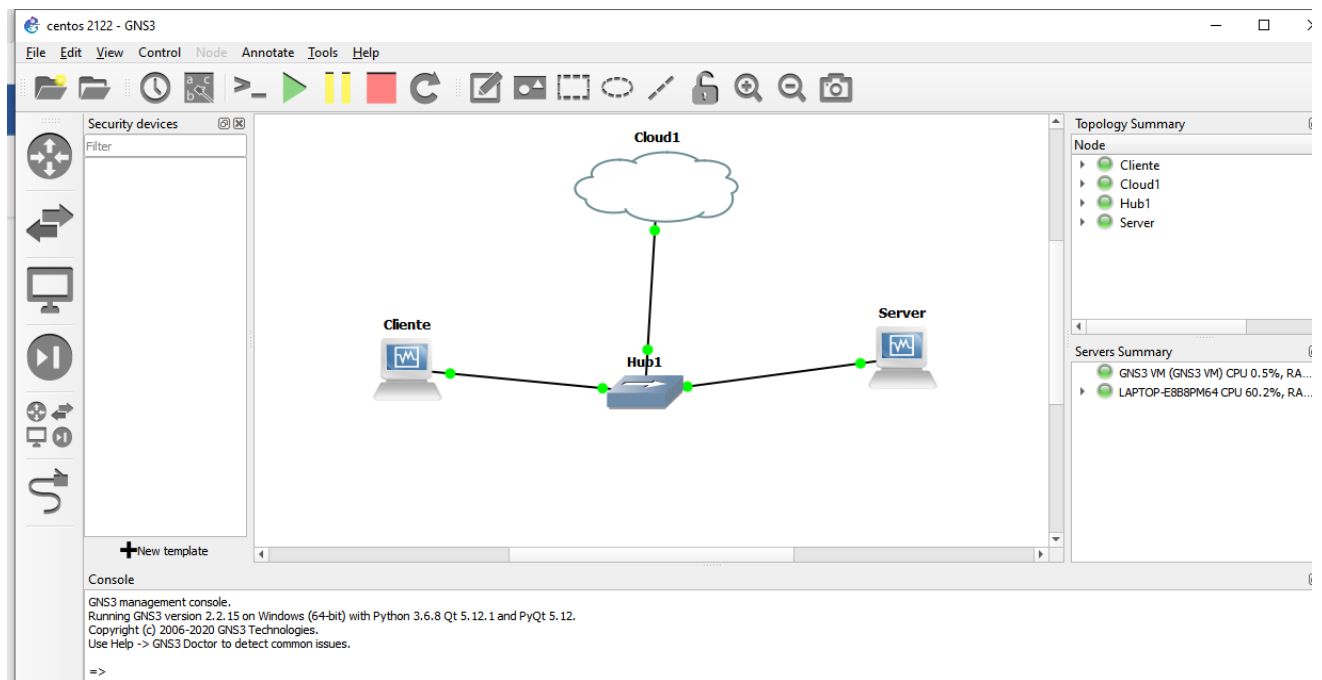 centos 2122 - GNS3
File Edit View Control Node Annotate Tools Help
Security devices
Filter
New template
Cloud1
Cliente
Server
Hub1
Topology Summary
Node
Cliente
Cloud1
Hub1
Server
Servers Summary
GNS3 VM (GNS3 VM) CPU 0.5%, RA...
LAPTOP-E8B8PM64 CPU 60.2%, RA...
Console
GNS3 management console.
Running GNS3 version 2.2.15 on Windows (64-bit) with Python 3.6.8 Qt 5.12.1 and PyQt 5.12.
Copyright (c) 2006-2020 GNS3 Technologies.
Use Help -> GNS3 Doctor to detect common issues.
=>